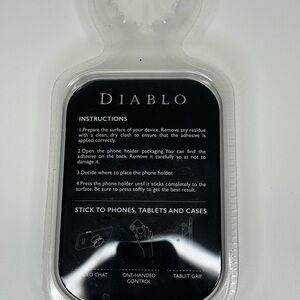 DIABLO
INSTRUCTIONS
1.Prepare the surface of your device. Remove any residue
with a clean, dry cloth to ensure that the adhesive is
applied correctly.
2.Open the phone holder packaging. You can find the
adhesive on the back. Remove it carefully so as not to
damage it.
3.Decide where to place the phone holder.
4.Press the phone holder until it sticks completely to the
surface. Be sure to press softly to get the best result.
STICK TO PHONES, TABLETS AND CASES
CHAT
ONE-HANDED
CONTROL
TABLET GRIP